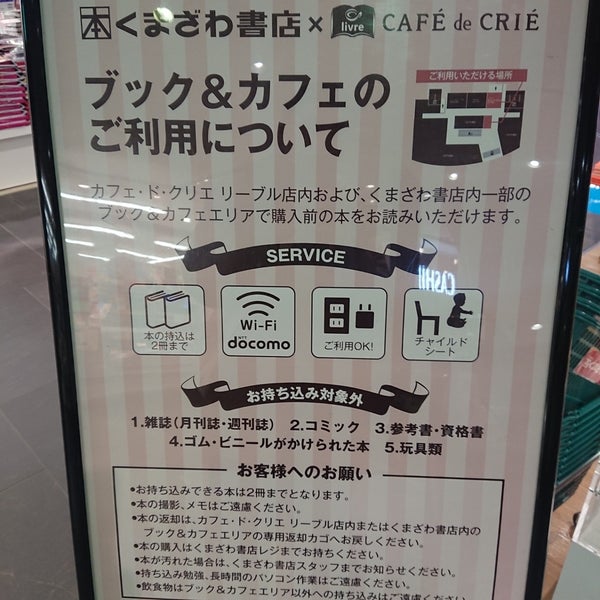 本くまざわ書店×livre CAFÉ de CRIÉ
ブック&カフェの
ご利用について
ご利用いただける場所
カフェ・ド・クリエ リーブル店内および、くまざわ書店内一部の
ブック&カフェエリアで購入前の本をお読みいただけます。
SERVICE
本の持込は
2冊まで
Wi-Fi
NTT
docomo
ご利用OK!
チャイルド
シート
お持ち込み対象外
1.雑誌(月刊誌・週刊誌) 2.コミック 3.参考書・資格書
4.ゴム・ビニールがかけられた本 5.玩具類
お客様へのお願い
•お持ち込みできる本は2冊までとなります。
•本の撮影、メモはご遠慮ください。
•本の返却は、カフェ・ド・クリエ リーブル店内またはくまざわ書店内の
ブック&カフェエリアの専用返却カゴへお戻しください。
•本の購入はくまざわ書店レジまでお持ちください。
•本が汚れた場合は、くまざわ書店スタッフまでお知らせください。
•持ち込み勉強、長時間のパソコン作業はご遠慮ください。
•飲食物はブック&カフェエリア以外への持ち込みはご遠慮ください